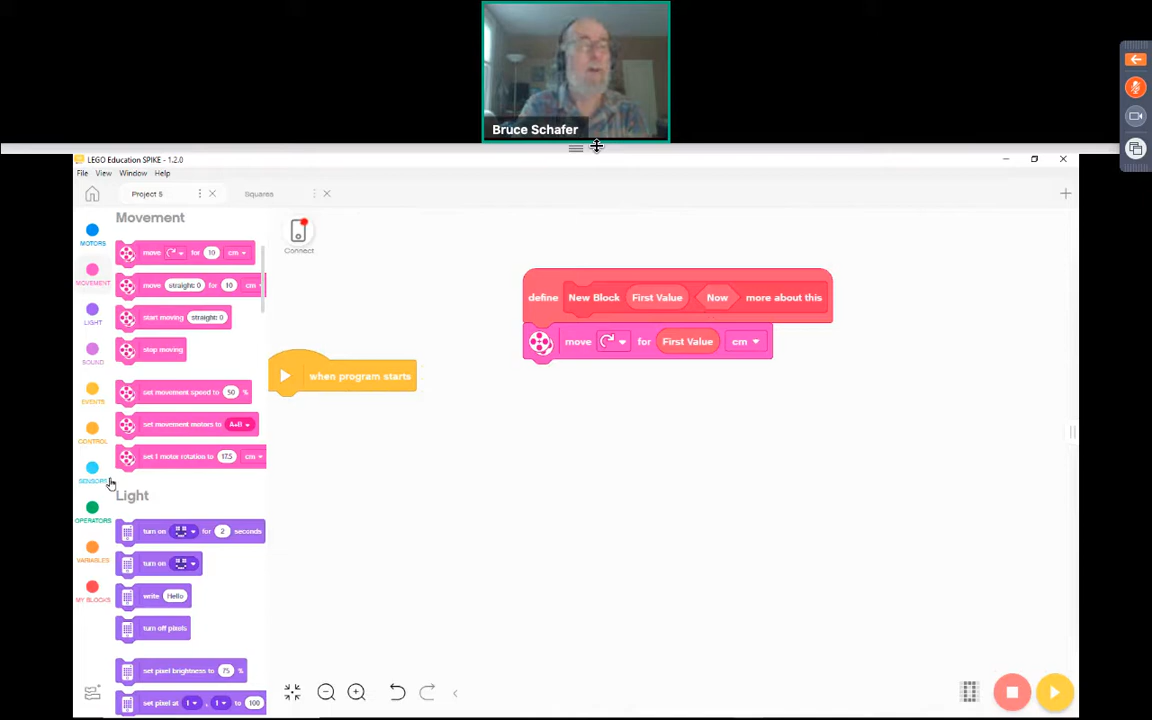 Bruce Schafer
LEGO Education SPIKE - 1.2.0
File View Window Help
Project 5
Squares
Connect
MOTORS
MOVEMENT
LIGHT
SOUND
EVENTS
CONTROL
SENSORS
OPERATORS
VARIABLES
MY BLOCKS
Movement
move for 10 cm
move straight: 0 for 10 cm
start moving straight: 0
stop moving
set movement speed to 50 %
set movement motors to A+B
set 1 motor rotation to 17.5 cm
Light
turn on for 2 seconds
turn on
write Hello
turn off pixels
set pixel brightness to 75 %
set pixel at 1 , 1 to 100
when program starts
define New Block First Value Now more about this
move for First Value cm